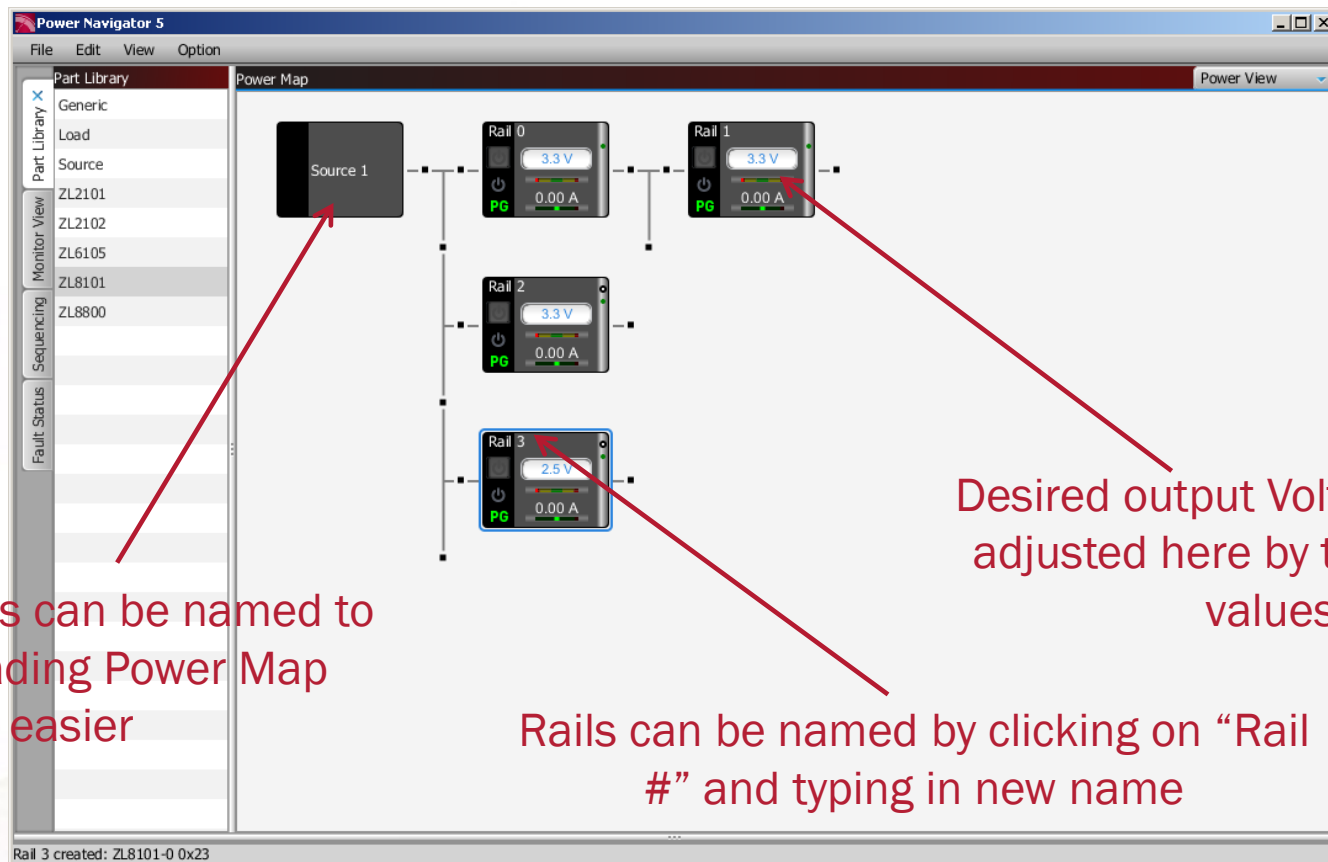 Power Navigator 5
File Edit View Option
Part Library
Power Map
Power View
Part Library
Monitor View
Sequencing
Fault Status
Generic
Load
Source
ZL2101
ZL2102
ZL6105
ZL8101
ZL8800
Source 1
Rail 0
3.3 V
0.00 A
PG
Rail 1
3.3 V
0.00 A
PG
Rail 2
3.3 V
0.00 A
PG
Rail 3
2.5 V
0.00 A
PG
Desired output
adjusted here by
values
can be named to
Power Map
easier
Rails can be named by clicking on “Rail
#” and typing in new name
Rail 3 created: ZL8101-0 0x23